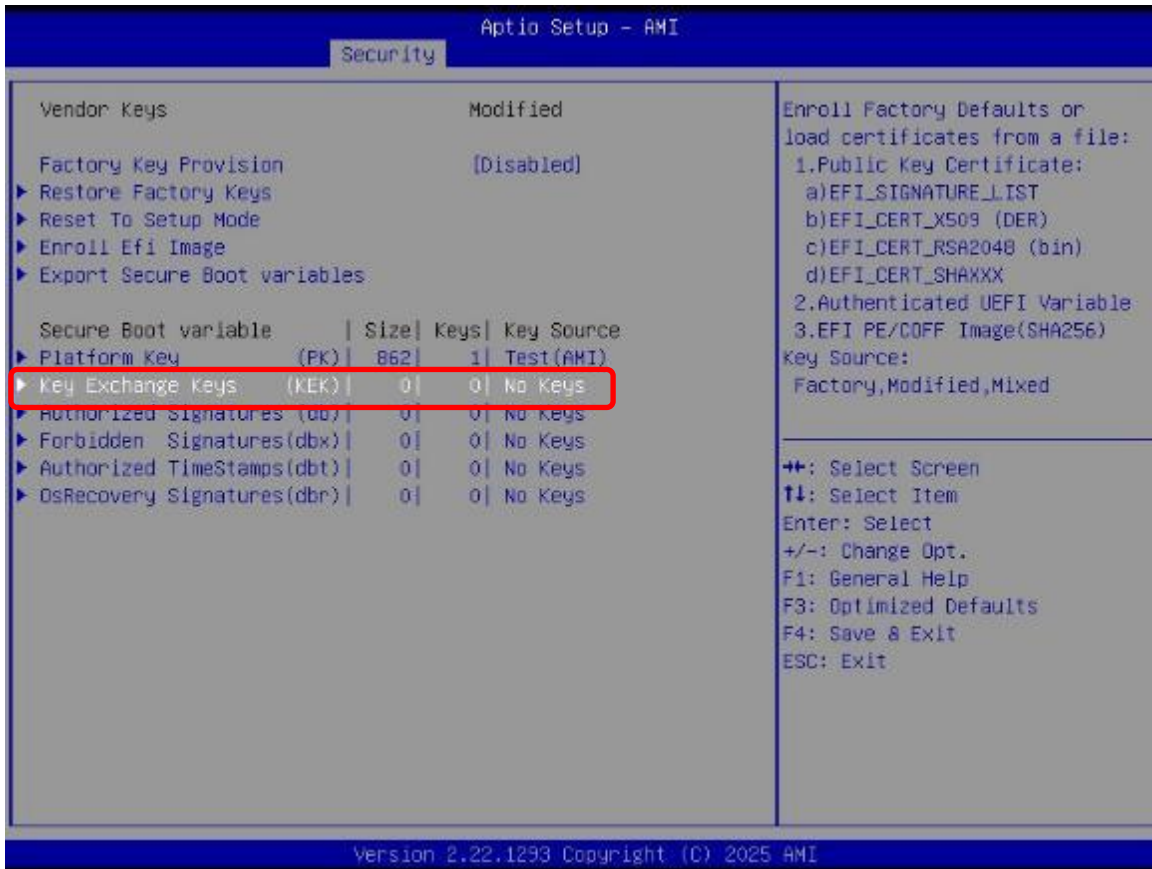 Aptio Setup – AMI
Security
Vendor Keys Modified
Factory Key Provision [Disabled]
▶ Restore Factory Keys
▶ Reset To Setup Mode
▶ Enroll Efi Image
▶ Export Secure Boot variables
Secure Boot variable | Size| Keys| Key Source
▶ Platform Key (PK)| 862| 1| Test(AMI)
▶ Key Exchange Keys (KEK)| 0| 0| No Keys
▶ Authorized Signatures (db)| 0| 0| No Keys
▶ Forbidden Signatures(dbx)| 0| 0| No Keys
▶ Authorized TimeStamps(dbt)| 0| 0| No Keys
▶ OsRecovery Signatures(dbr)| 0| 0| No Keys
Enroll Factory Defaults or
load certificates from a file:
1.Public Key Certificate:
a)EFI_SIGNATURE_LIST
b)EFI_CERT_X509 (DER)
c)EFI_CERT_RSA2048 (bin)
d)EFI_CERT_SHAXXX
2.Authenticated UEFI Variable
3.EFI PE/COFF Image(SHA256)
Key Source:
Factory,Modified,Mixed
→←: Select Screen
↑↓: Select Item
Enter: Select
+/-: Change Opt.
F1: General Help
F3: Optimized Defaults
F4: Save & Exit
ESC: Exit
Version 2.22.1293 Copyright (C) 2025 AMI